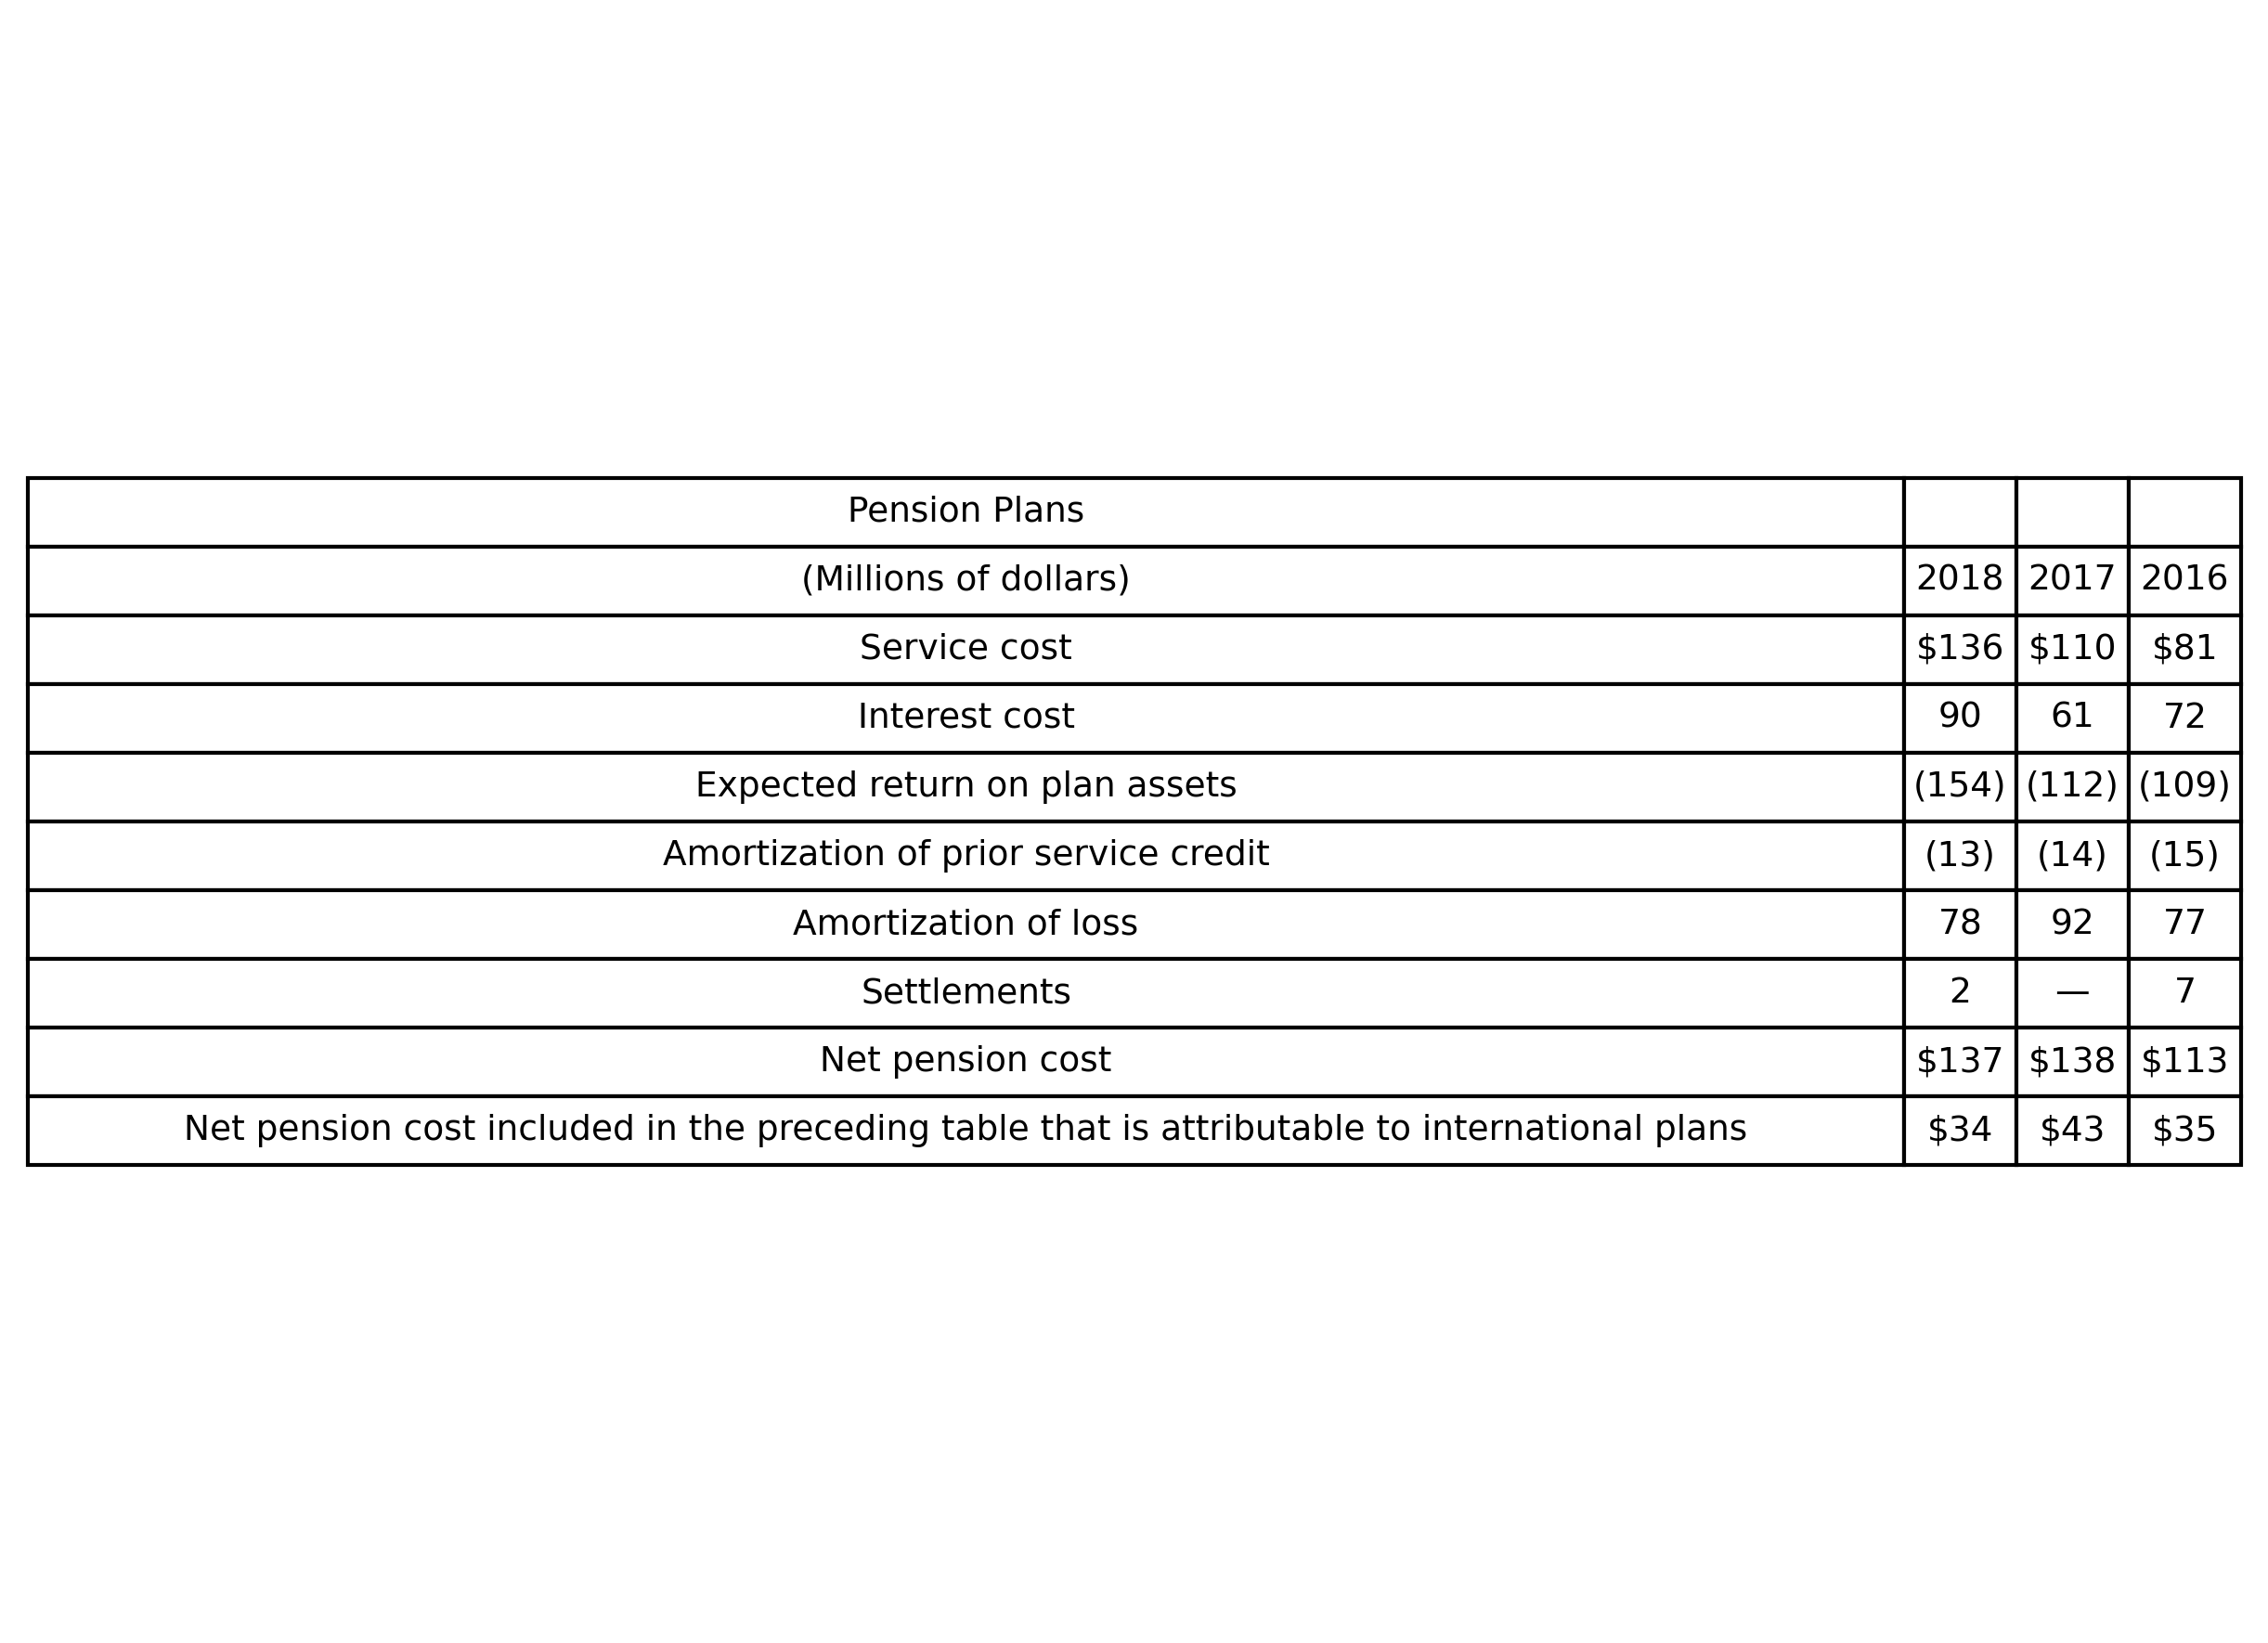 Pension Plans
(Millions of dollars) 2018 2017 2016
Service cost $136 $110 $81
Interest cost 90 61 72
Expected return on plan assets (154) (112) (109)
Amortization of prior service credit (13) (14) (15)
Amortization of loss 78 92 77
Settlements 2 — 7
Net pension cost $137 $138 $113
Net pension cost included in the preceding table that is attributable to international plans $34 $43 $35